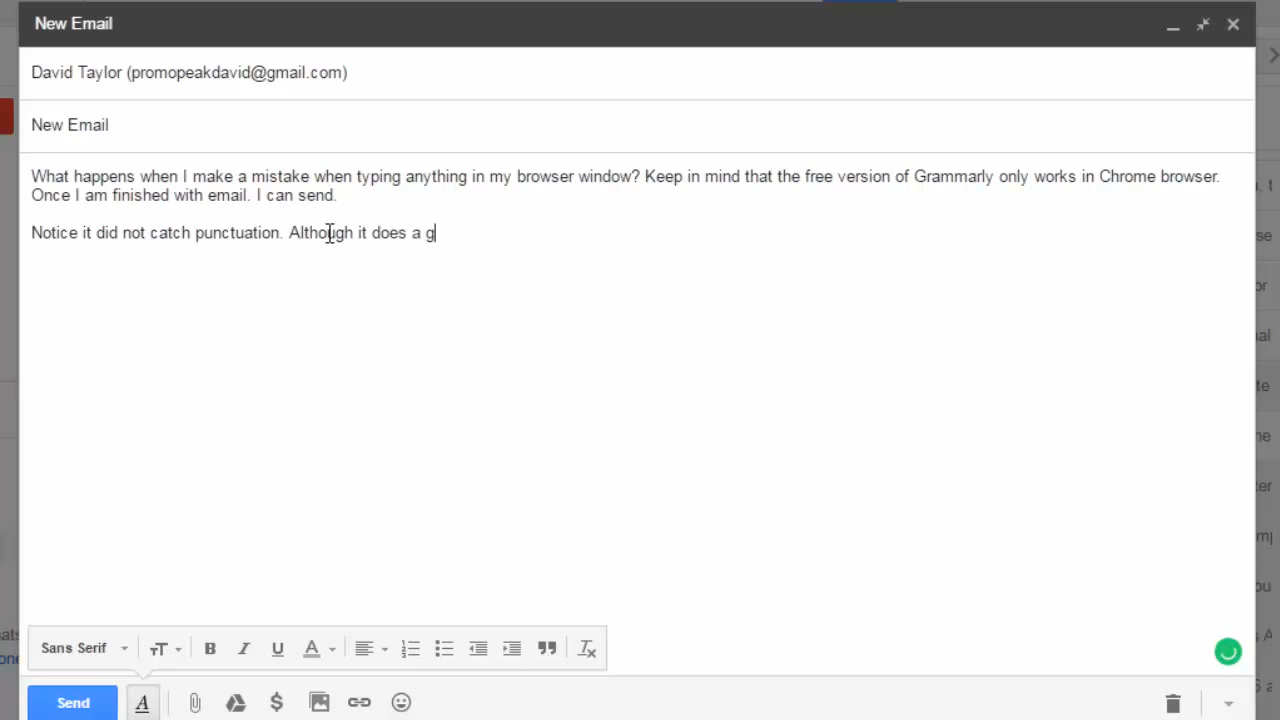 New Email
David Taylor (promopeakdavid@gmail.com)
New Email
What happens when I make a mistake when typing anything in my browser window? Keep in mind that the free version of Grammarly only works in Chrome browser.
Once I am finished with email. I can send.
Notice it did not catch punctuation. Although it does a g
Sans Serif
Send